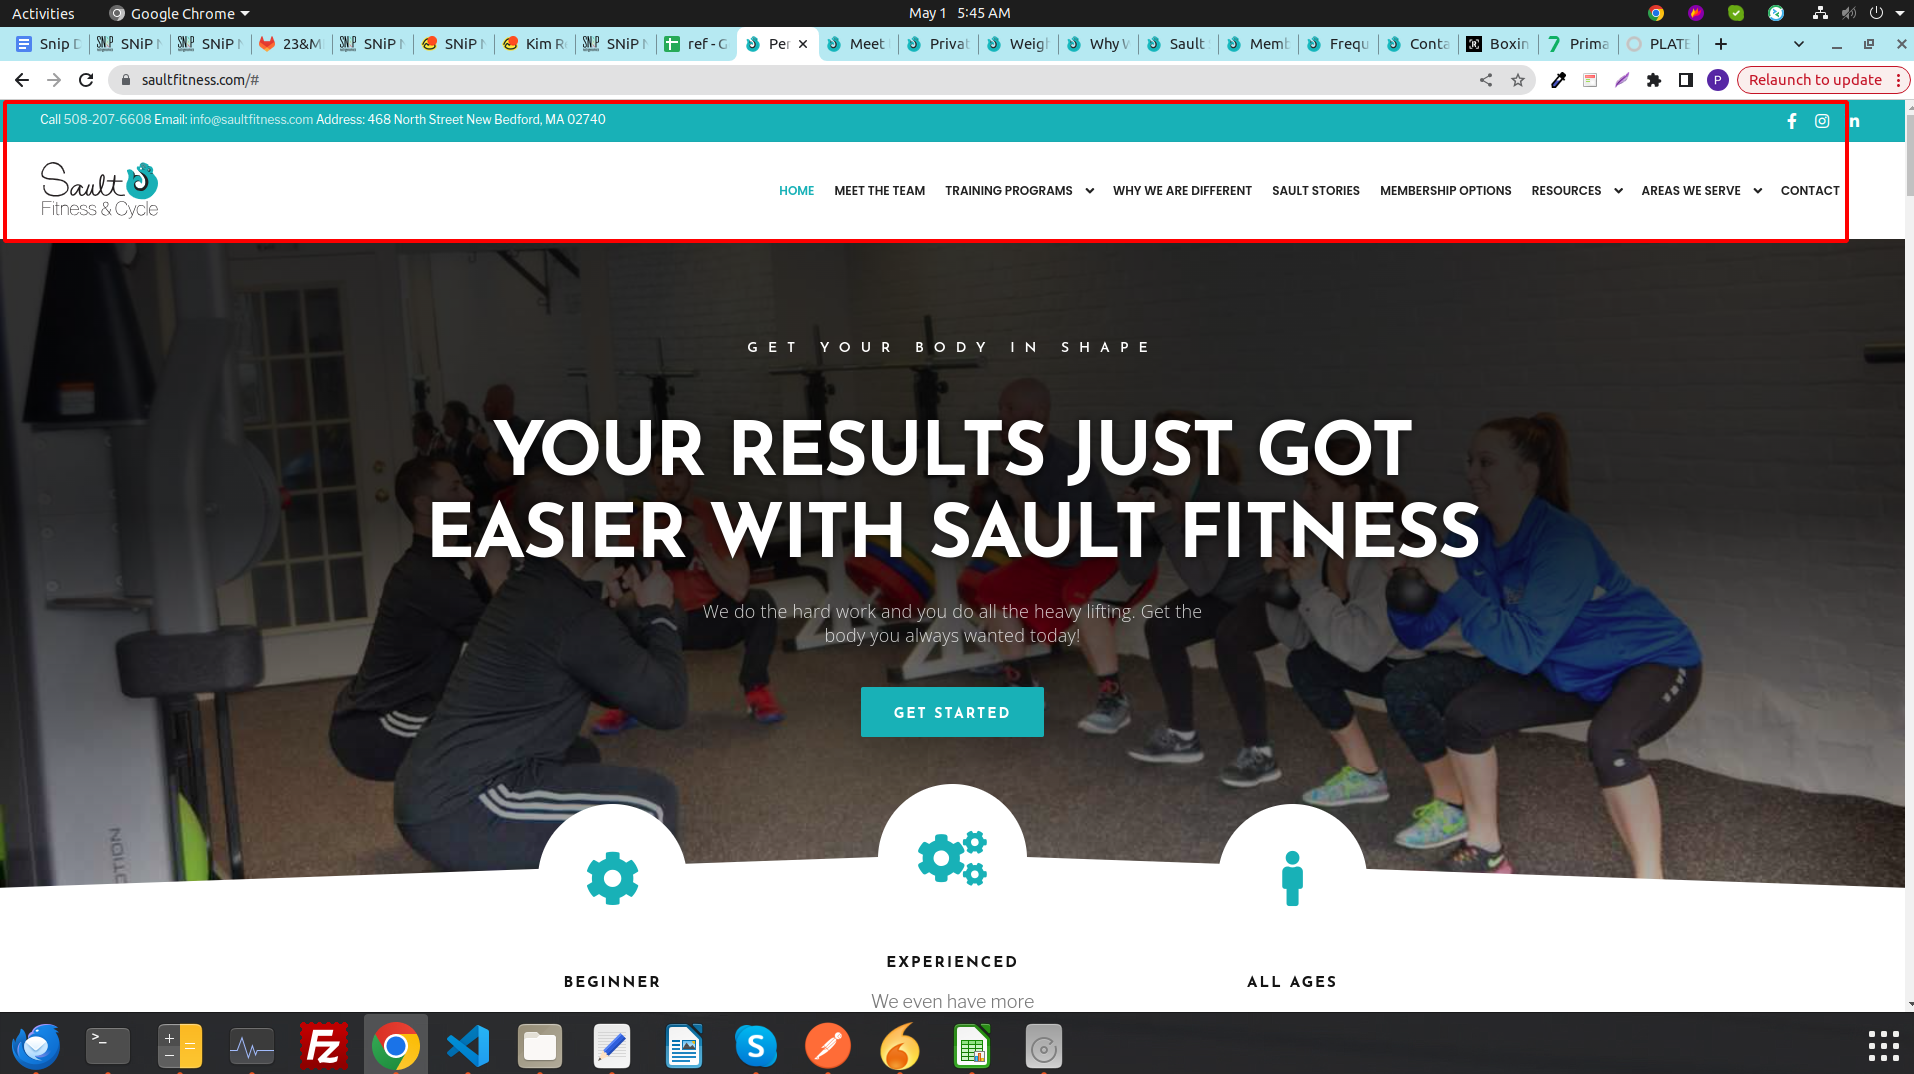 Activities
Google Chrome
May 1 5:45 AM
Snip D
SNiP N
SNiP N
23&M
SNiP N
SNiP N
Kim R
SNiP N
ref - G
Per
Meet
Privat
Weigh
Why W
Sault
Memb
Frequ
Conta
Boxin
Prima
PLATE
saultfitness.com/#
P
Relaunch to update
Call 508-207-6608 Email: info@saultfitness.com Address: 468 North Street New Bedford, MA 02740
Sault
Fitness & Cycle
HOME MEET THE TEAM TRAINING PROGRAMS WHY WE ARE DIFFERENT SAULT STORIES MEMBERSHIP OPTIONS RESOURCES AREAS WE SERVE CONTACT
GET YOUR BODY IN SHAPE
YOUR RESULTS JUST GOT
EASIER WITH SAULT FITNESS
We do the hard work and you do all the heavy lifting. Get the
body you always wanted today!
GET STARTED
EXPERIENCED
BEGINNER
ALL AGES
We even have more